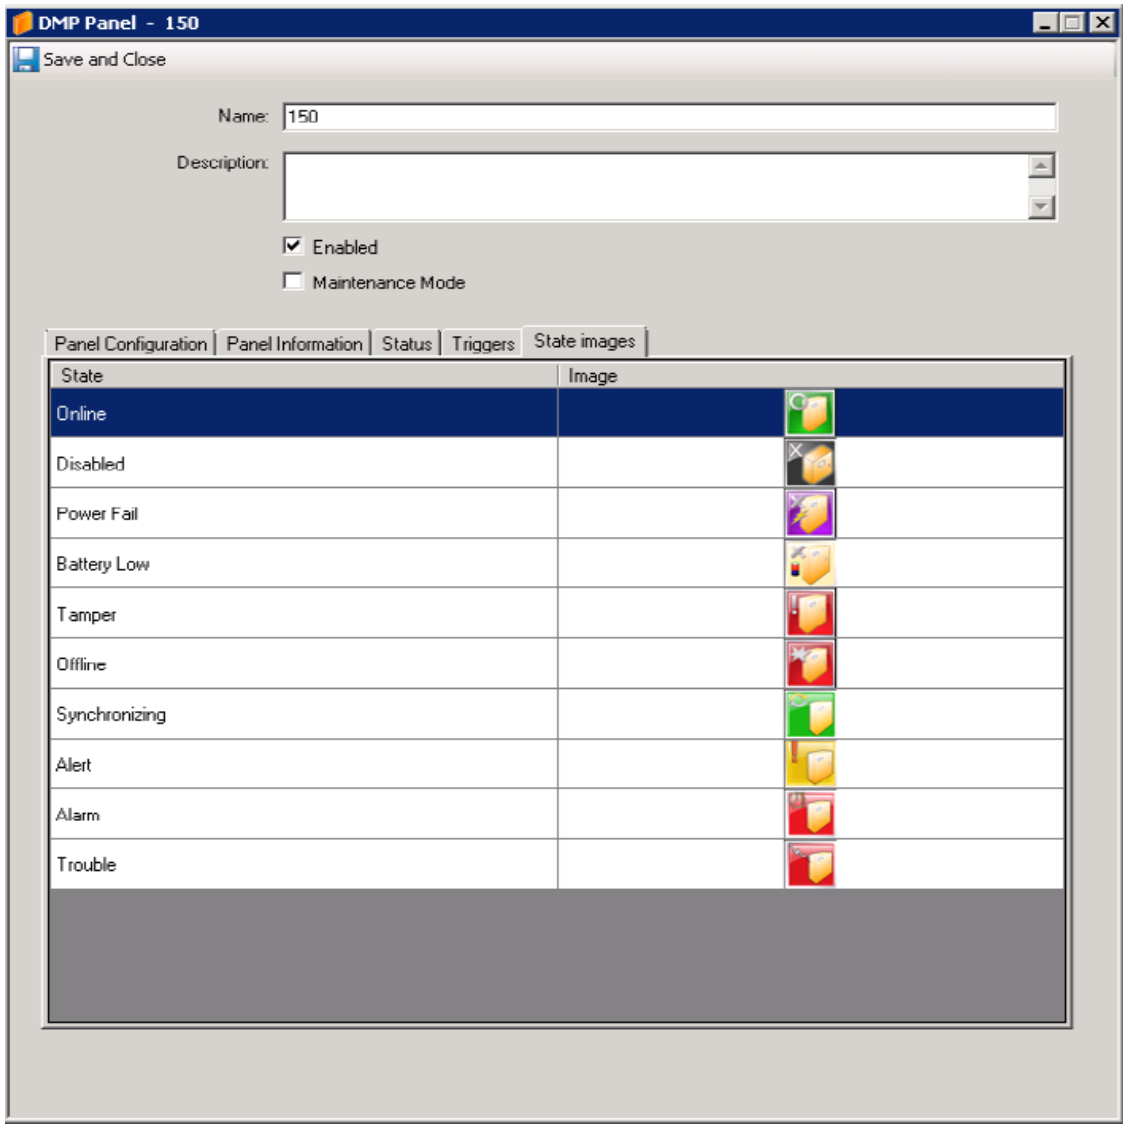 DMP Panel - 150
Save and Close
Name: 150
Description:
Enabled
Maintenance Mode
Panel Configuration Panel Information Status Triggers State images
State Image
Online
Disabled
Power Fail
Battery Low
Tamper
Offline
Synchronizing
Alert
Alarm
Trouble